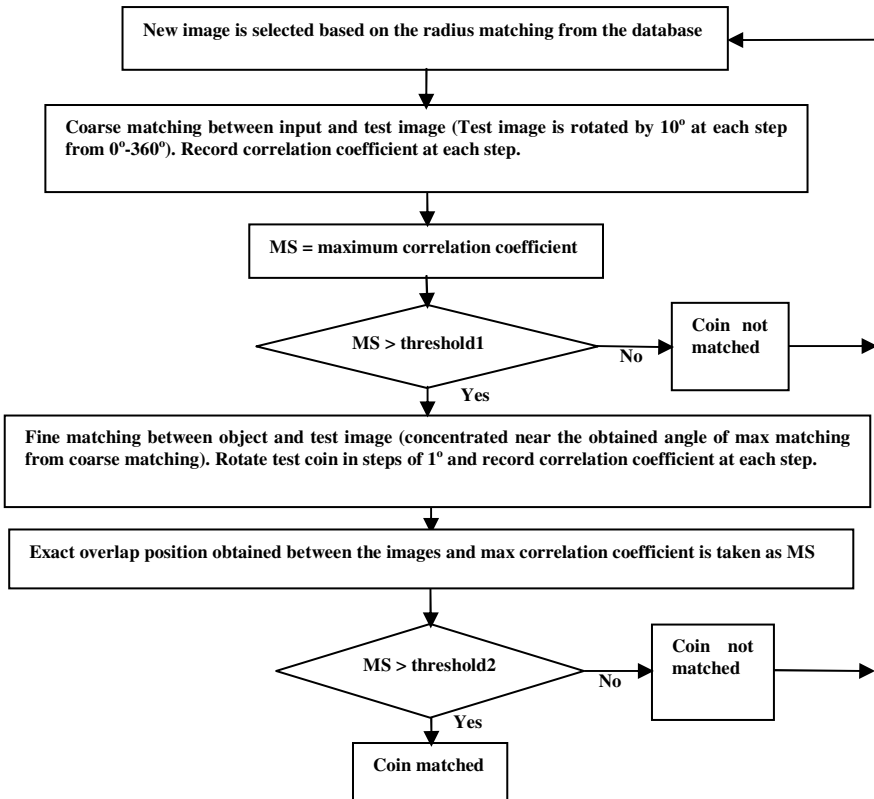 New image is selected based on the radius matching from the database
Coarse matching between input and test image (Test image is rotated by 10º at each step
from 0º-360º). Record correlation coefficient at each step.
MS = maximum correlation coefficient
MS > threshold1
No
Coin not
matched
Yes
Fine matching between object and test image (concentrated near the obtained angle of max matching
from coarse matching). Rotate test coin in steps of 1º and record correlation coefficient at each step.
Exact overlap position obtained between the images and max correlation coefficient is taken as MS
MS > threshold2
No
Coin not
matched
Yes
Coin matched